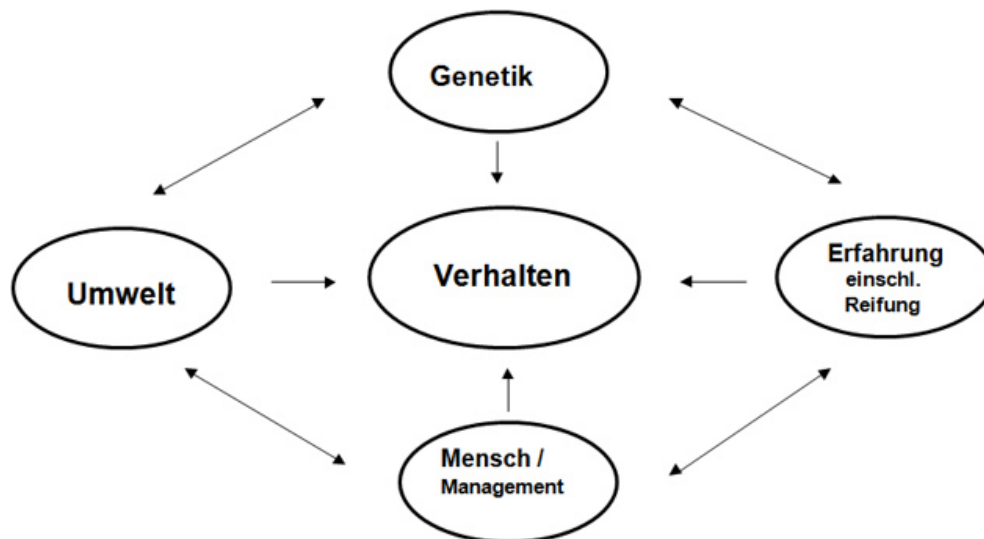 Genetik
Umwelt
Verhalten
Erfahrung
einschl.
Reifung
Mensch /
Management